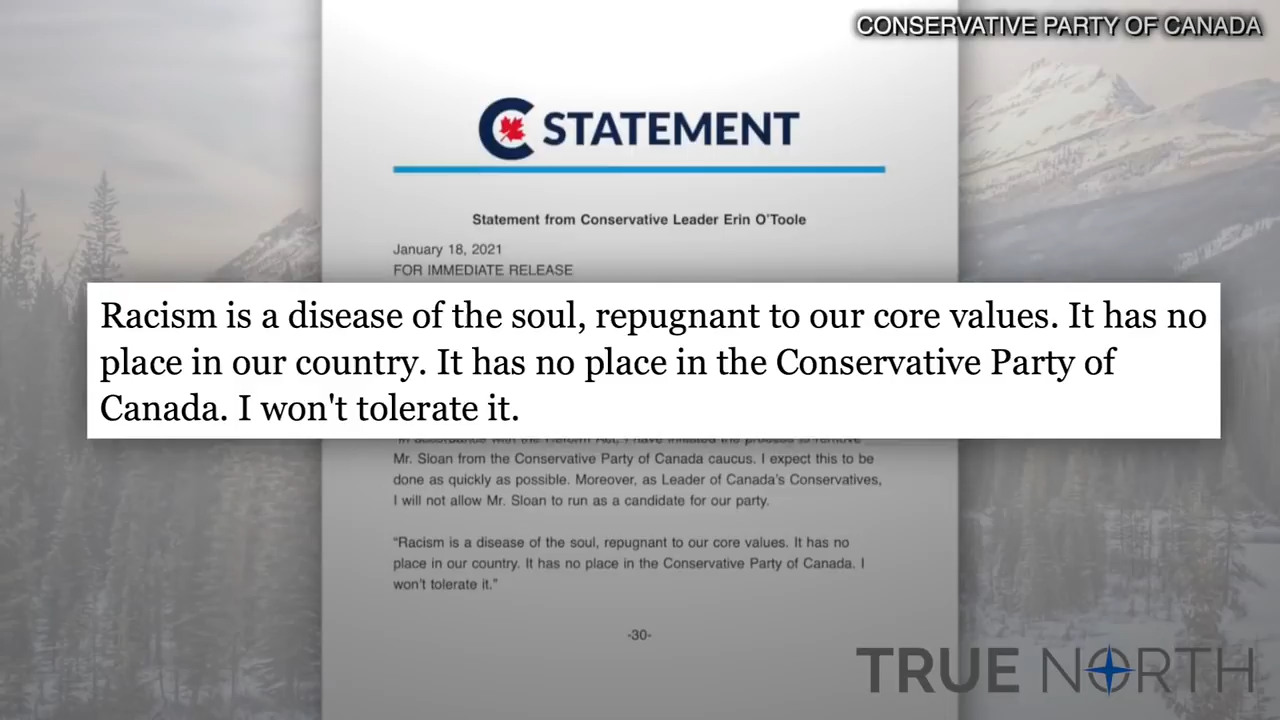 CONSERVATIVE PARTY OF CANADA
STATEMENT
Statement from Conservative Leader Erin O'Toole
January 18, 2021
FOR IMMEDIATE RELEASE
Racism is a disease of the soul, repugnant to our core values. It has no
place in our country. It has no place in the Conservative Party of
Canada. I won't tolerate it.
Mr. Sloan from the Conservative Party of Canada caucus. I expect this to be
done as quickly as possible. Moreover, as Leader of Canada's Conservatives,
I will not allow Mr. Sloan to run as a candidate for our party.
“Racism is a disease of the soul, repugnant to our core values. It has no
place in our country. It has no place in the Conservative Party of Canada. I
won't tolerate it.”
-30-
TRUE NORTH